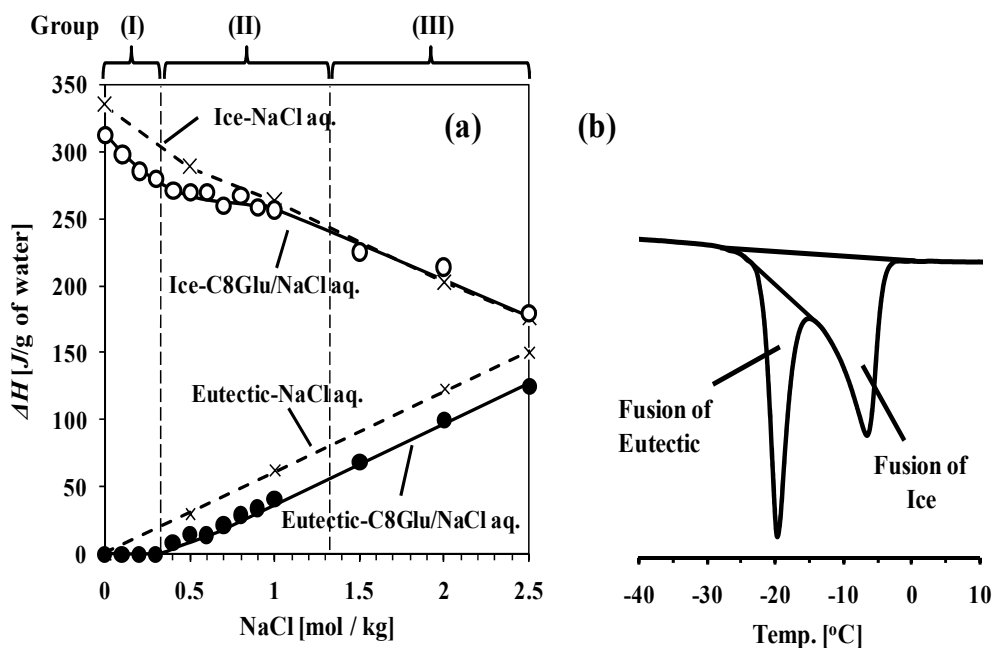 Group
(I)
(II)
(III)
(a)
350
300
250
200
150
100
50
0
ΔH [J/g of water]
Ice-NaCl aq.
Ice-C8Glu/NaCl aq.
Eutectic-NaCl aq.
Eutectic-C8Glu/NaCl aq.
0
0.5
1
1.5
2
2.5
NaCl [mol / kg]
(b)
Fusion of
Eutectic
Fusion of
Ice
-40
-30
-20
-10
0
10
Temp. [°C]